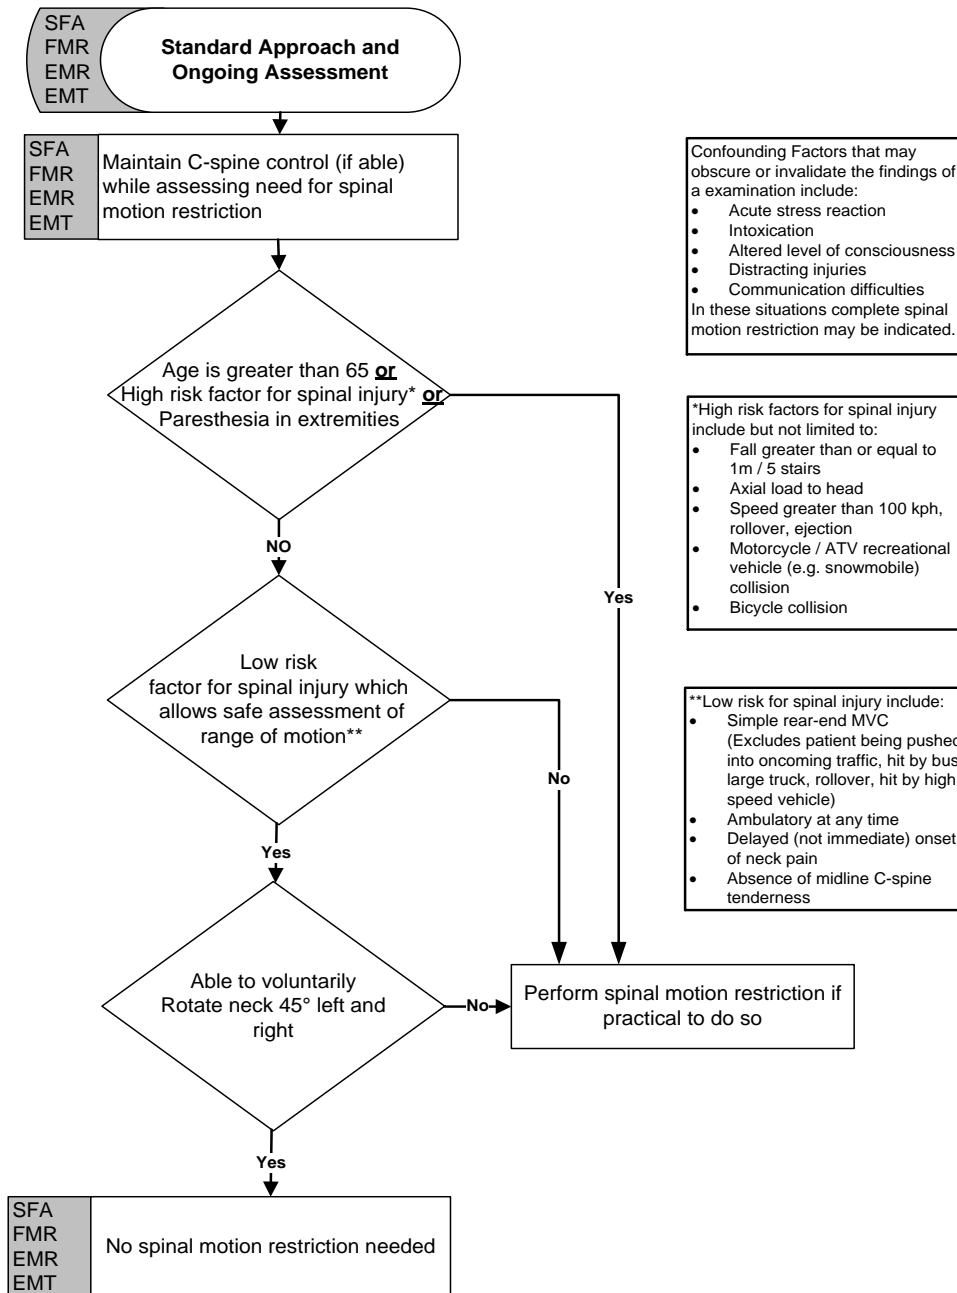 SFA
FMR
EMR
EMT
Standard Approach and
Ongoing Assessment
SFA
FMR
EMR
EMT
Maintain C-spine control (if able)
while assessing need for spinal
motion restriction
Age is greater than 65 or
High risk factor for spinal injury* or
Paresthesia in extremities
NO
Yes
Low risk
factor for spinal injury which
allows safe assessment of
range of motion**
No
Yes
Able to voluntarily
Rotate neck 45° left and
right
No
Perform spinal motion restriction if
practical to do so
Yes
SFA
FMR
EMR
EMT
No spinal motion restriction needed
Confounding Factors that may
obscure or invalidate the findings of
a examination include:
• Acute stress reaction
• Intoxication
• Altered level of consciousness
• Distracting injuries
• Communication difficulties
In these situations complete spinal
motion restriction may be indicated.
*High risk factors for spinal injury
include but not limited to:
• Fall greater than or equal to
1m / 5 stairs
• Axial load to head
• Speed greater than 100 kph,
rollover, ejection
• Motorcycle / ATV recreational
vehicle (e.g. snowmobile)
collision
• Bicycle collision
**Low risk for spinal injury include:
• Simple rear-end MVC
(Excludes patient being pushed
into oncoming traffic, hit by bus
large truck, rollover, hit by high
speed vehicle)
• Ambulatory at any time
• Delayed (not immediate) onset
of neck pain
• Absence of midline C-spine
tenderness